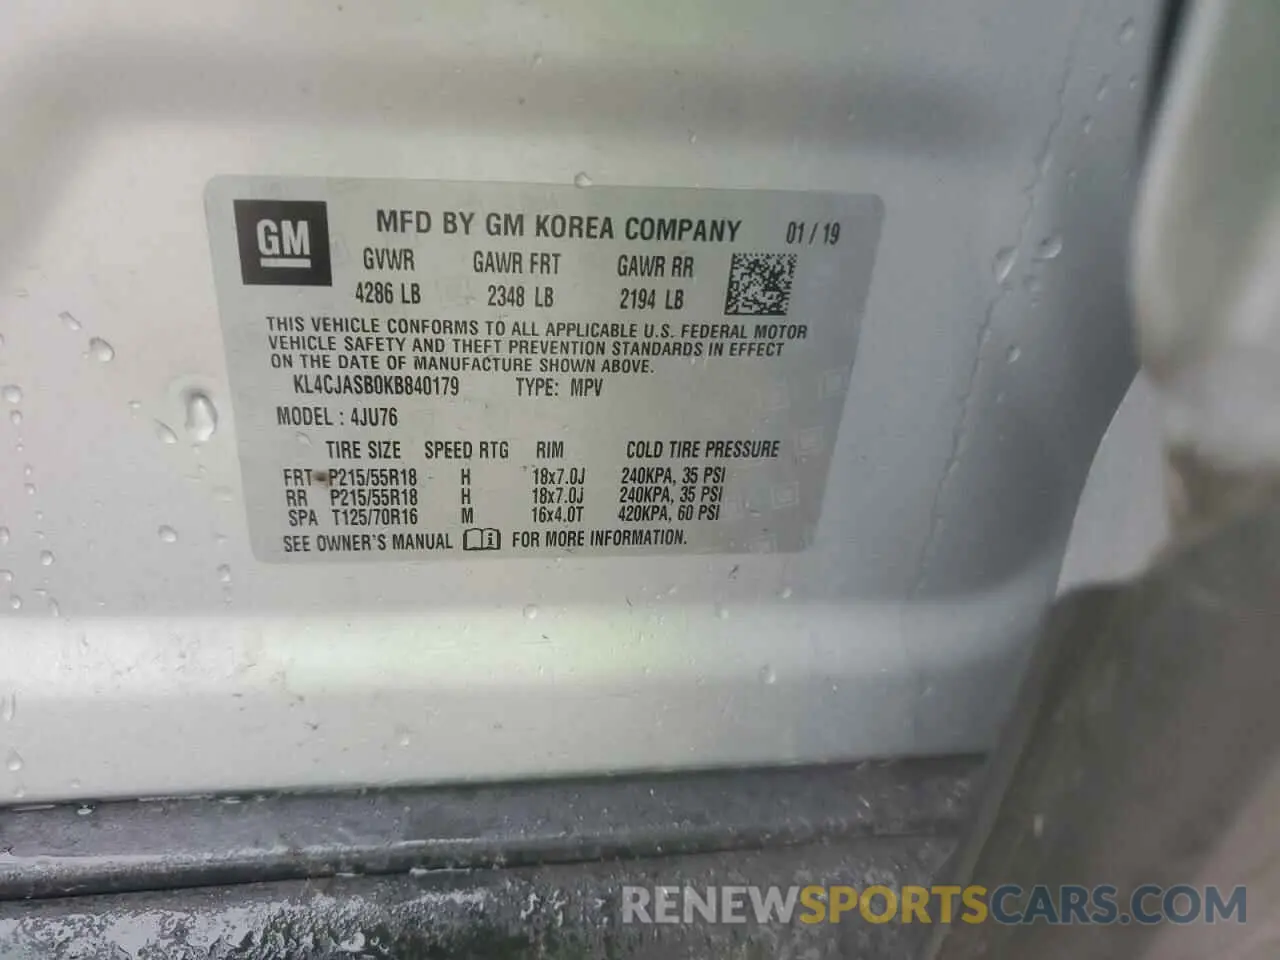 GM
MFD BY GM KOREA COMPANY 01 / 19
GVWR GAWR FRT GAWR RR
4286 LB 2348 LB 2194 LB
THIS VEHICLE CONFORMS TO ALL APPLICABLE U.S. FEDERAL MOTOR
VEHICLE SAFETY AND THEFT PREVENTION STANDARDS IN EFFECT
ON THE DATE OF MANUFACTURE SHOWN ABOVE.
KL4CJASB0KB840179 TYPE: MPV
MODEL : 4JU76
TIRE SIZE SPEED RTG RIM COLD TIRE PRESSURE
FRT P215/55R18 H 18x7.0J 240KPA, 35 PSI
RR P215/55R18 H 18x7.0J 240KPA, 35 PSI
SPA T125/70R16 M 16x4.0T 420KPA, 60 PSI
SEE OWNER'S MANUAL i FOR MORE INFORMATION.
RENEWSPORTSCARS.COM